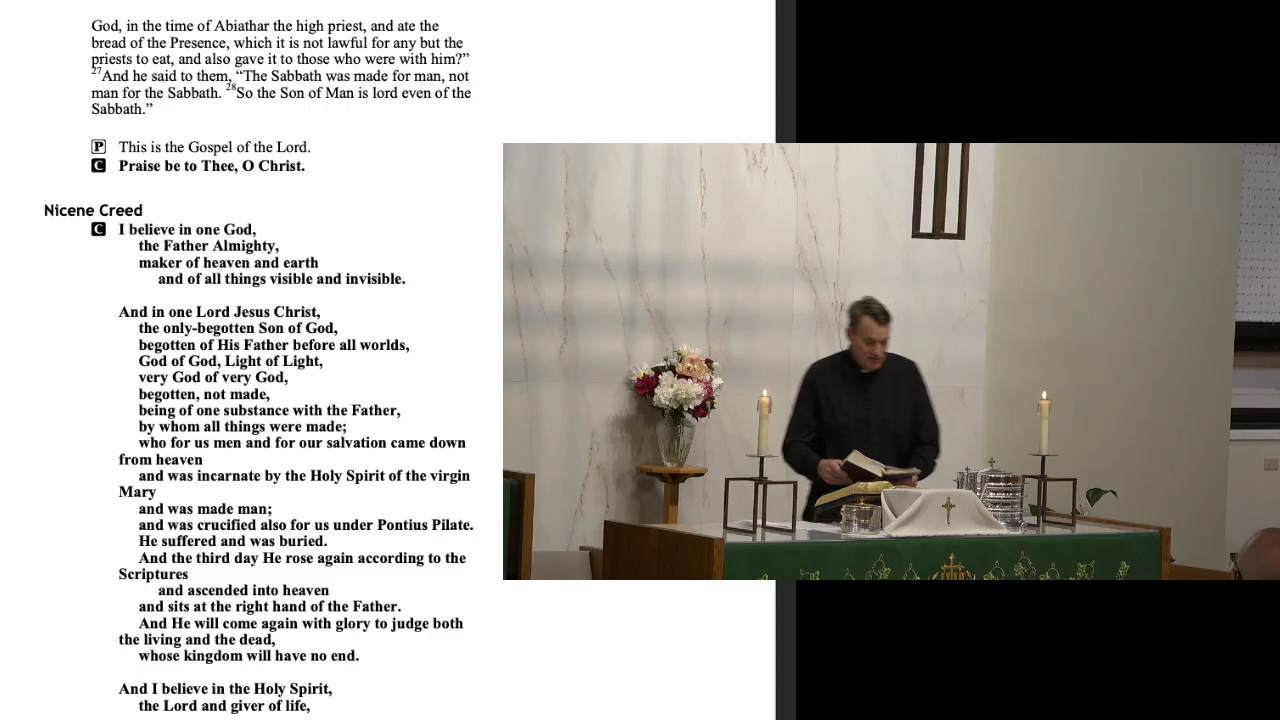 God, in the time of Abiathar the high priest, and ate the
bread of the Presence, which it is not lawful for any but the
priests to eat, and also gave it to those who were with him?”
27And he said to them, “The Sabbath was made for man, not
man for the Sabbath. 28So the Son of Man is lord even of the
Sabbath.”
P This is the Gospel of the Lord.
C Praise be to Thee, O Christ.
Nicene Creed
C I believe in one God,
the Father Almighty,
maker of heaven and earth
and of all things visible and invisible.
And in one Lord Jesus Christ,
the only-begotten Son of God,
begotten of His Father before all worlds,
God of God, Light of Light,
very God of very God,
begotten, not made,
being of one substance with the Father,
by whom all things were made;
who for us men and for our salvation came down
from heaven
and was incarnate by the Holy Spirit of the virgin
Mary
and was made man;
and was crucified also for us under Pontius Pilate.
He suffered and was buried.
And the third day He rose again according to the
Scriptures
and ascended into heaven
and sits at the right hand of the Father.
And He will come again with glory to judge both
the living and the dead,
whose kingdom will have no end.
And I believe in the Holy Spirit,
the Lord and giver of life,